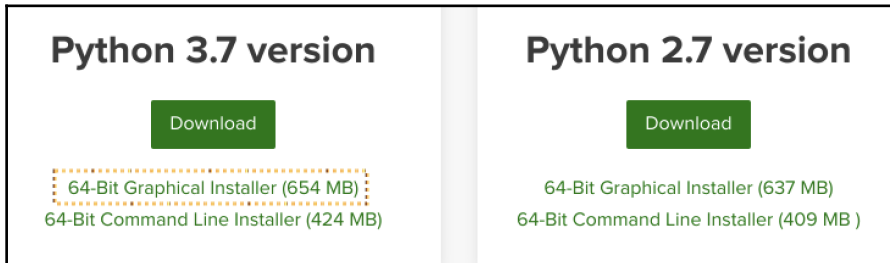 Python 3.7 version
Download
64-Bit Graphical Installer (654 MB)
64-Bit Command Line Installer (424 MB)
Python 2.7 version
Download
64-Bit Graphical Installer (637 MB)
64-Bit Command Line Installer (409 MB )